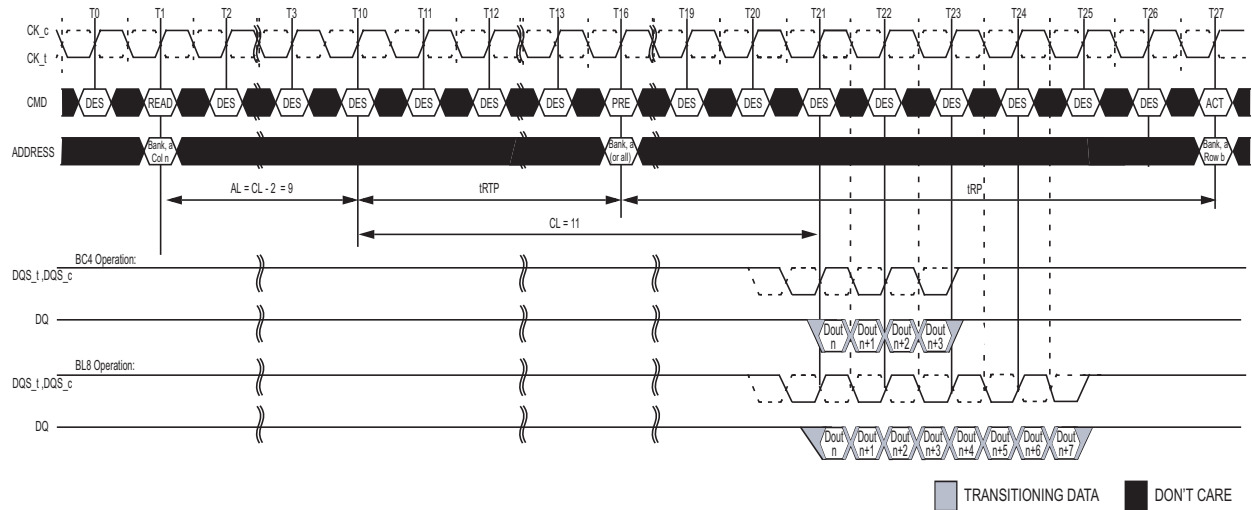 T0 T1 T2 T3 T10 T11 T12 T13 T16 T19 T20 T21 T22 T23 T24 T25 T26 T27
CK_c
CK_t
CMD DES READ DES DES DES DES DES DES PRE DES DES DES DES DES DES DES DES ACT
ADDRESS
Bank, a
Col n
Bank, a
(or all)
Bank, a
Row b
AL = CL - 2 = 9
tRTP
tRP
CL = 11
BC4 Operation:
DQS_t ,DQS_c
DQ
Dout Dout Dout Dout
n n+1 n+2 n+3
BL8 Operation:
DQS_t ,DQS_c
DQ
Dout Dout Dout Dout Dout Dout Dout Dout
n n+1 n+2 n+3 n+4 n+5 n+6 n+7
TRANSITIONING DATA
DON'T CARE